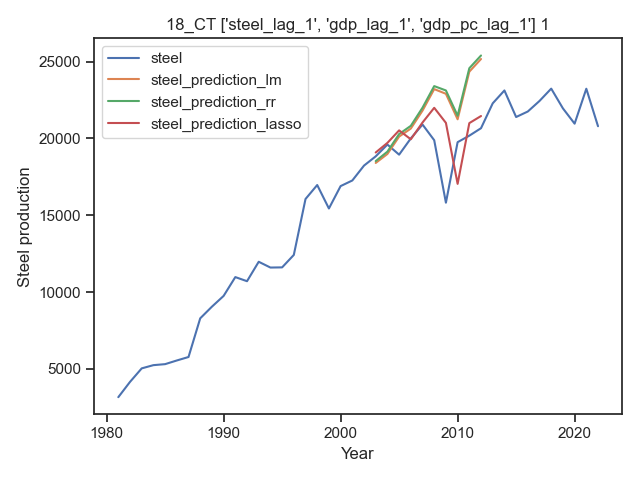 18_CT ['steel_lag_1', 'gdp_lag_1', 'gdp_pc_lag_1'] 1
steel
steel_prediction_lm
steel_prediction_rr
steel_prediction_lasso
25000
20000
15000
10000
5000
Steel production
1980
1990
2000
2010
2020
Year